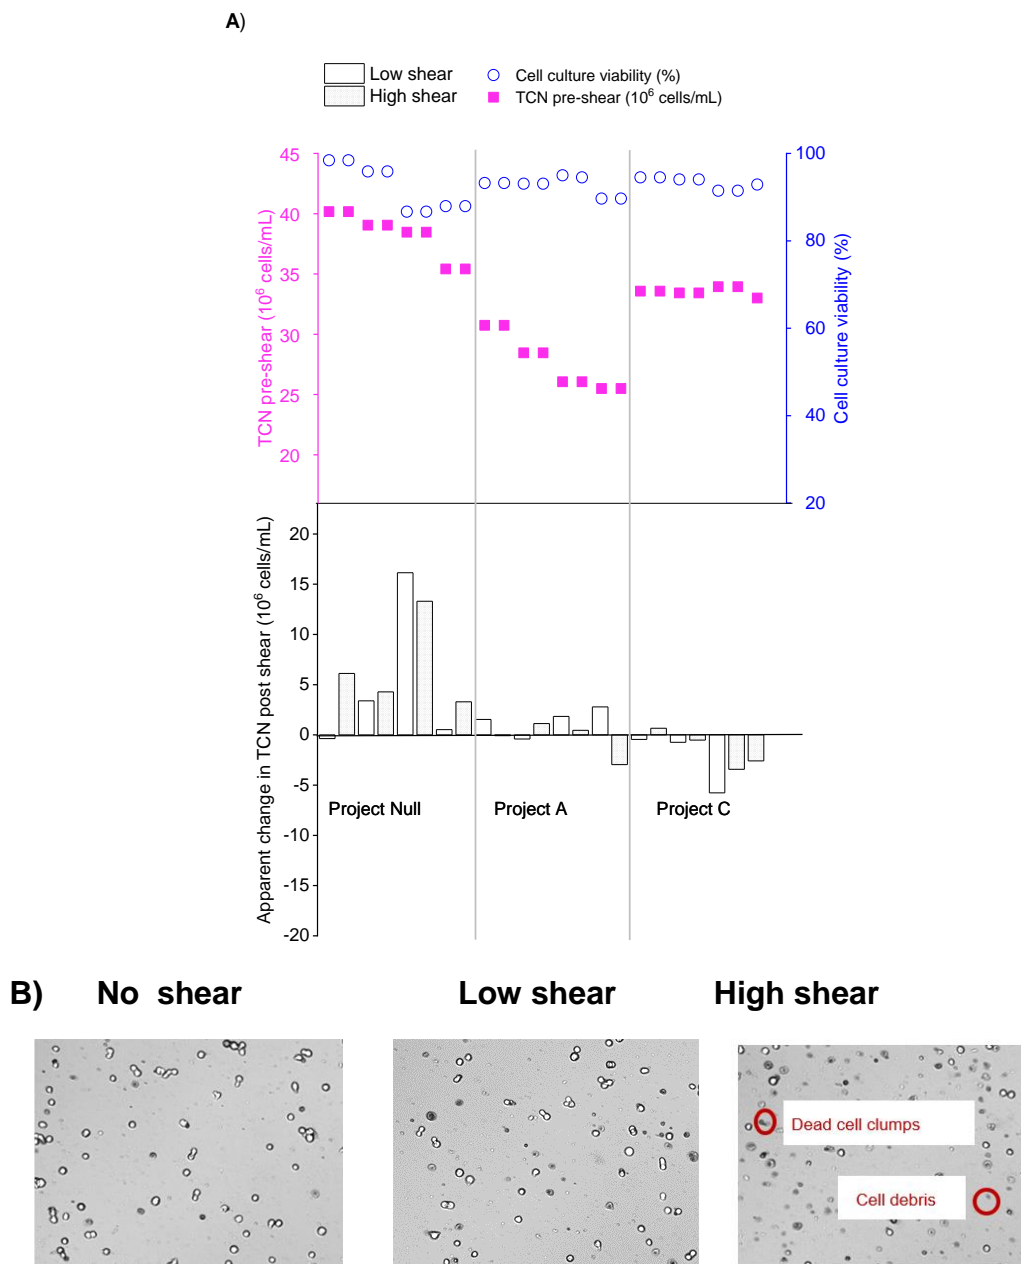 A)
Low shear
High shear
Cell culture viability (%)
TCN pre-shear (10⁶ cells/mL)
TCN pre-shear (10⁶ cells/mL)
45
40
35
30
25
20
100
80
60
40
20
Cell culture viability (%)
Apparent change in TCN post shear (10⁶ cells/mL)
20
15
10
5
0
-5
-10
-15
-20
Project Null
Project A
Project C
B) No shear Low shear High shear
Dead cell clumps
Cell debris